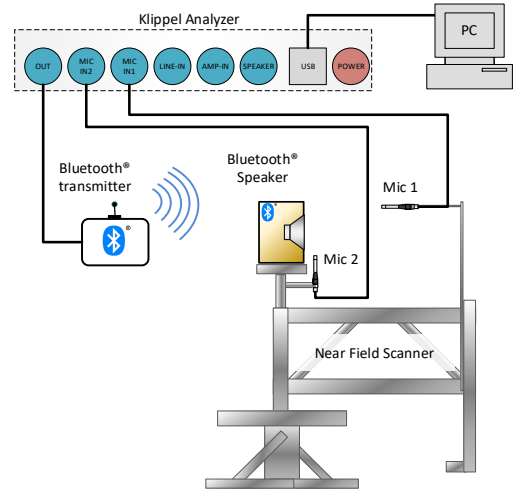 Klippel Analyzer
PC
OUT
MIC
IN2
MIC
IN1
LINE-IN
AMP-IN
SPEAKER
USB
POWER
Bluetooth®
transmitter
®
Bluetooth®
Speaker
®
Mic 1
Mic 2
Near Field Scanner